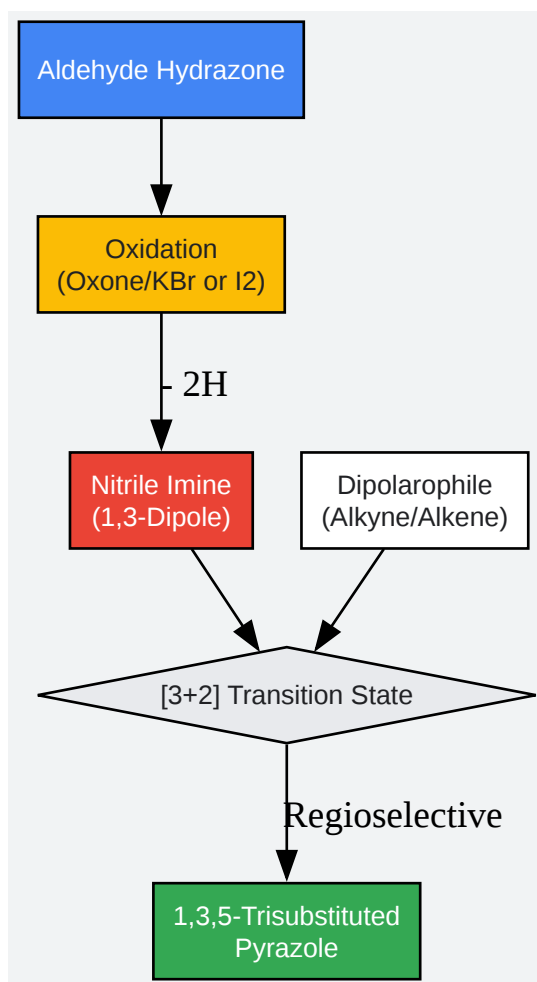 Aldehyde Hydrazone
Oxidation
(Oxone/KBr or I2)
- 2H
Nitrile Imine
(1,3-Dipole)
Dipolarophile
(Alkyne/Alkene)
[3+2] Transition State
Regioselective
1,3,5-Trisubstituted
Pyrazole